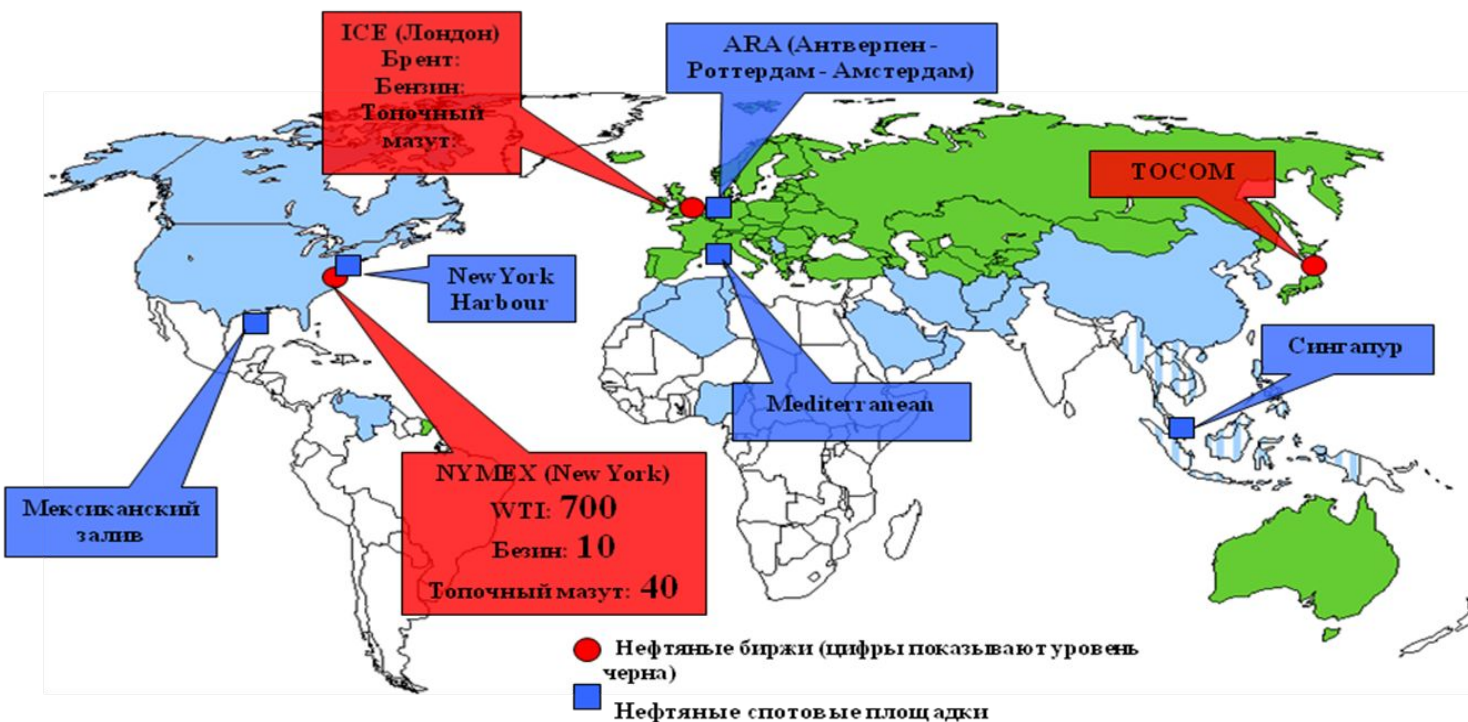 ICE (Лондон)
Брент:
Бензин:
Топочный
мазут:
ARA (Антверпен -
Роттердам - Амстердам)
TOCOM
New York
Harbour
Сингапур
Mediterranean
Мексиканский
залив
NYMEX (New York)
WTI: 700
Безин: 10
Топочный мазут: 40
Нефтяные биржи (цифры показывают уровень
черна)
Нефтяные спотовые площадки